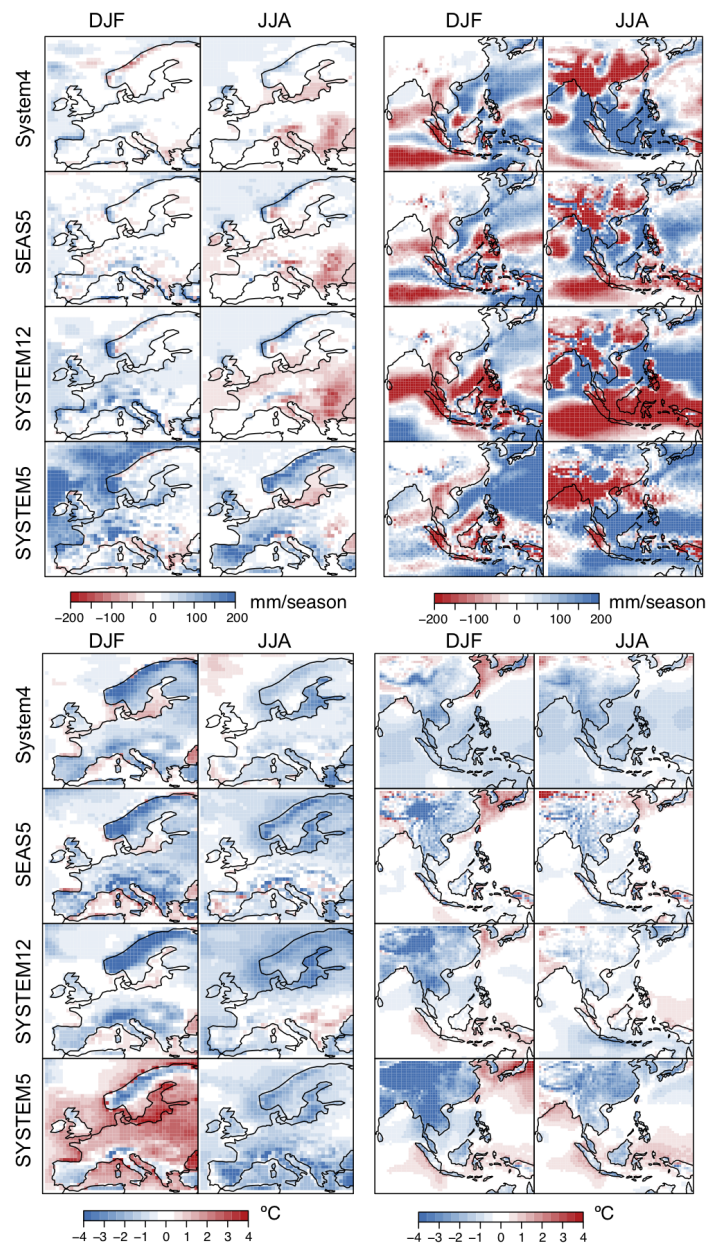 DJF JJA DJF JJA
System4
SEAS5
SYSTEM12
SYSTEM5
−200 −100 0 100 200 mm/season −200 −100 0 100 200 mm/season
DJF JJA DJF JJA
System4
SEAS5
SYSTEM12
SYSTEM5
−4 −3 −2 −1 0 1 2 3 4 ºC −4 −3 −2 −1 0 1 2 3 4 ºC